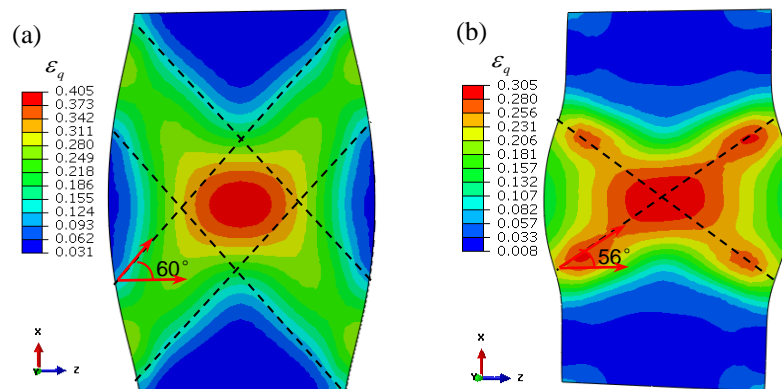 (a)
ε_q
0.405
0.373
0.342
0.311
0.280
0.249
0.218
0.186
0.155
0.124
0.093
0.062
0.031
60°
X
Y
Z
(b)
ε_q
0.305
0.280
0.256
0.231
0.206
0.181
0.157
0.132
0.107
0.082
0.057
0.033
0.008
56°
X
Y
Z